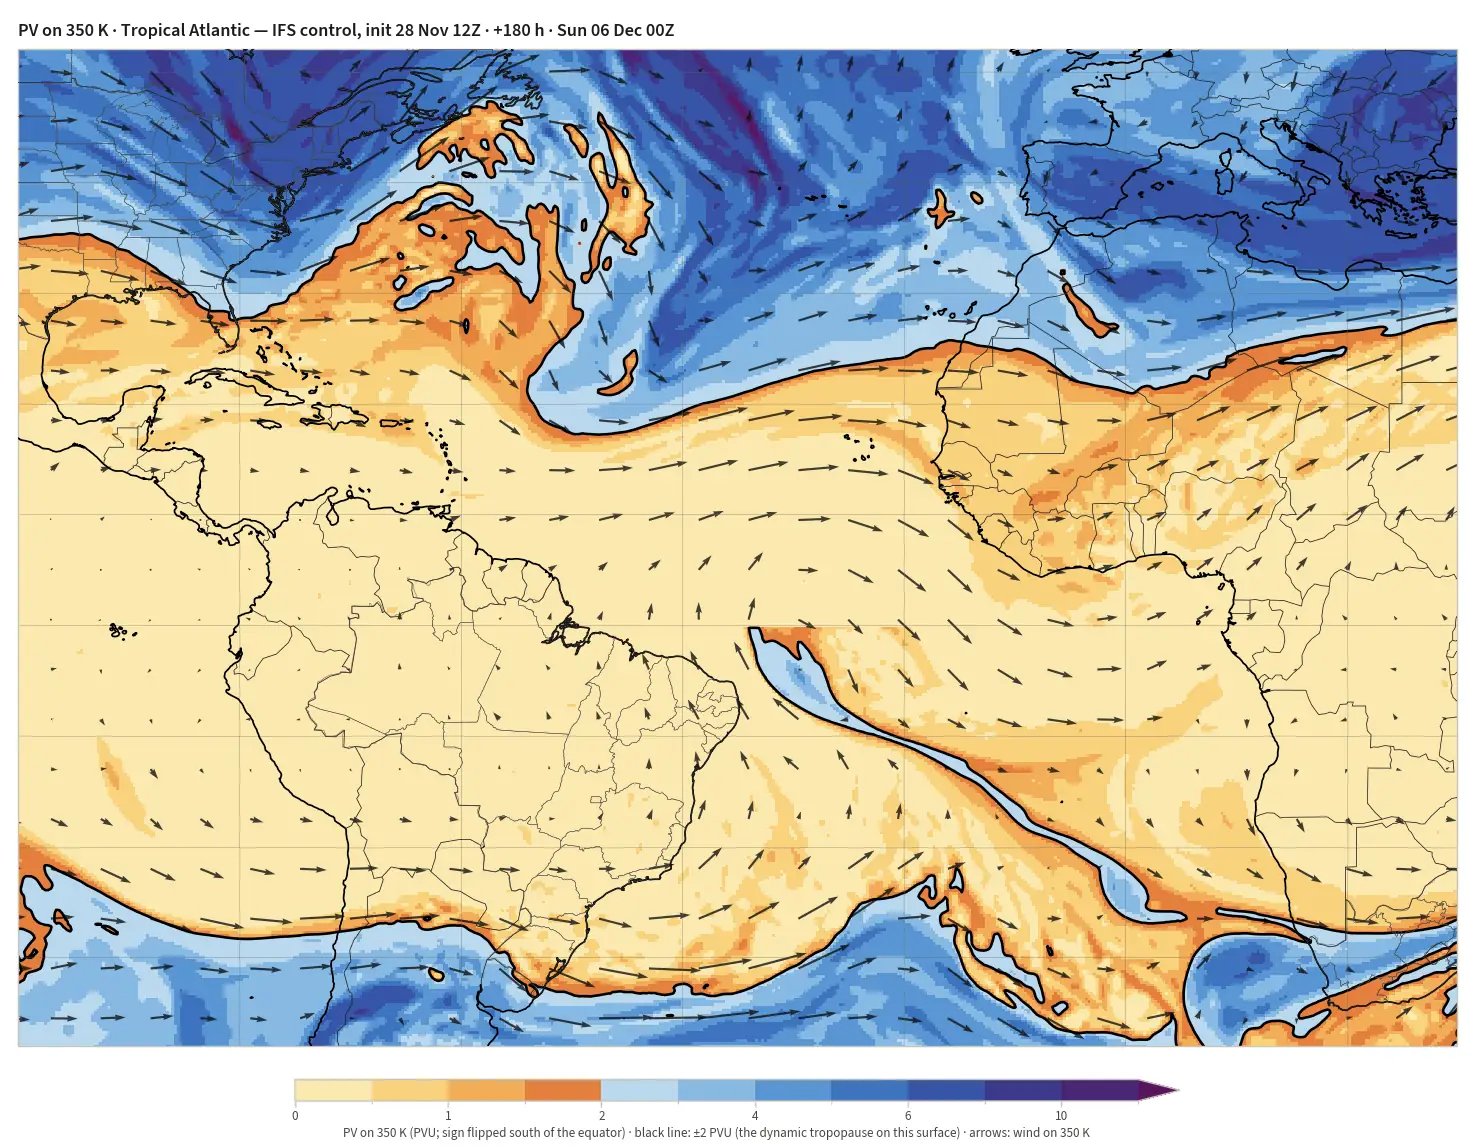 PV on 350 K · Tropical Atlantic — IFS control, init 28 Nov 12Z · +180 h · Sun 06 Dec 00Z
0 1 2 4 6 10
PV on 350 K (PVU; sign flipped south of the equator) · black line: ±2 PVU (the dynamic tropopause on this surface) · arrows: wind on 350 K